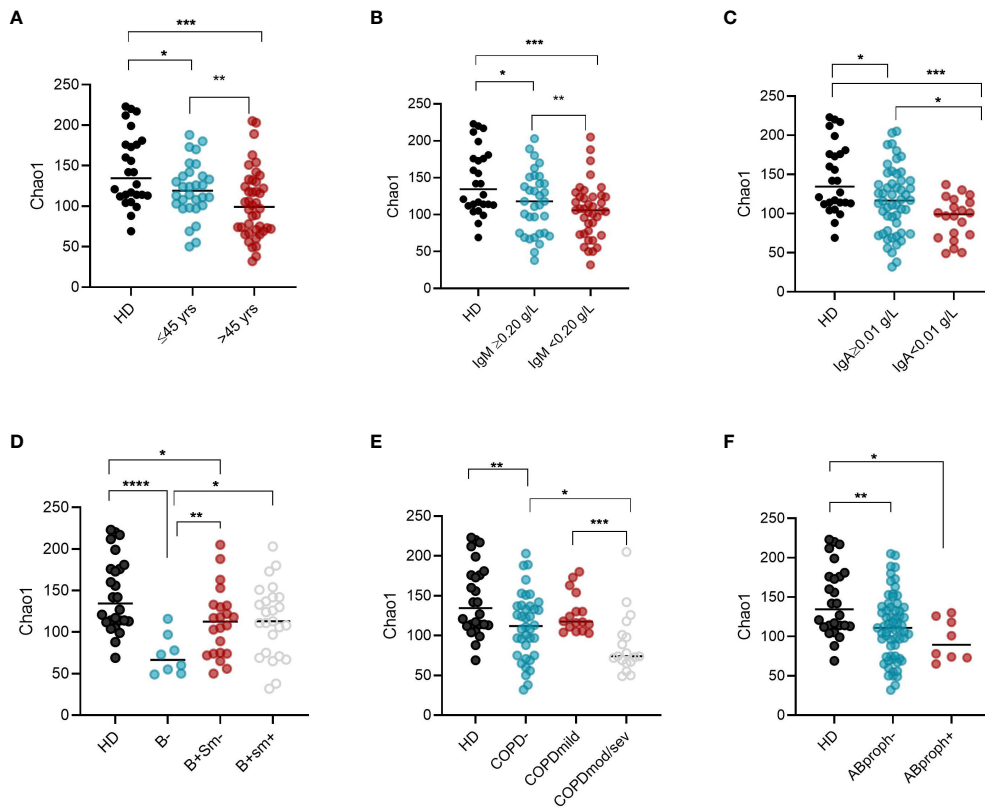 A
***
*
**
250
200
150
100
50
0
Chao1
HD
≤45 yrs
>45 yrs
B
***
*
**
250
200
150
100
50
0
Chao1
HD
IgM ≥0.20 g/L
IgM <0.20 g/L
C
*
***
*
250
200
150
100
50
0
Chao1
HD
IgA≥0.01 g/L
IgA<0.01 g/L
D
*
****
*
**
250
200
150
100
50
0
Chao1
HD
B-
B+Sm-
B+sm+
E
**
*
***
250
200
150
100
50
0
Chao1
HD
COPD-
COPDmild
COPDmod/sev
F
*
**
250
200
150
100
50
0
Chao1
HD
ABproph-
ABproph+